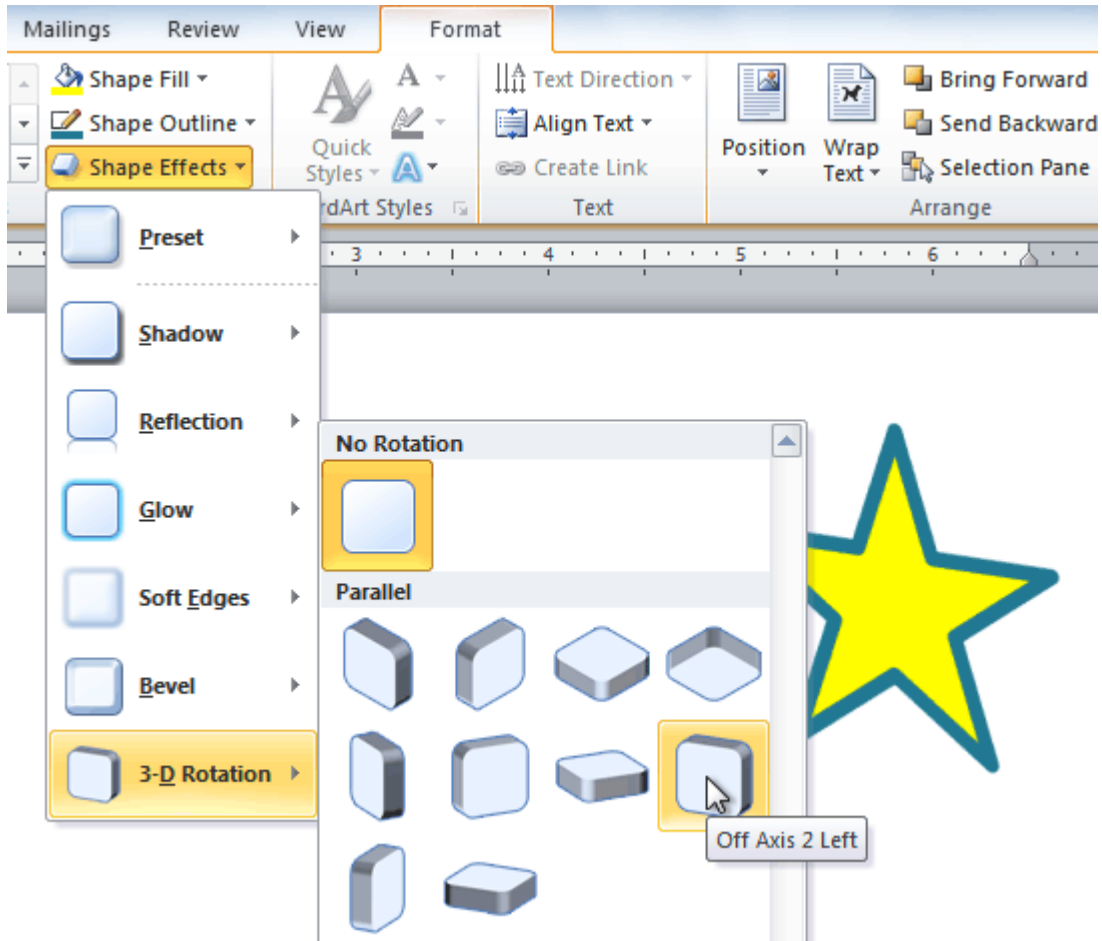 Mailings Review View Format
Shape Fill
Shape Outline
Shape Effects
Quick
Styles
A
A
A
Text Direction
Align Text
Create Link
Position
Wrap
Text
Bring Forward
Send Backward
Selection Pane
rdArt Styles
Text
Arrange
3 4 5 6
Preset
Shadow
Reflection
Glow
Soft Edges
Bevel
3-D Rotation
No Rotation
Parallel
Off Axis 2 Left